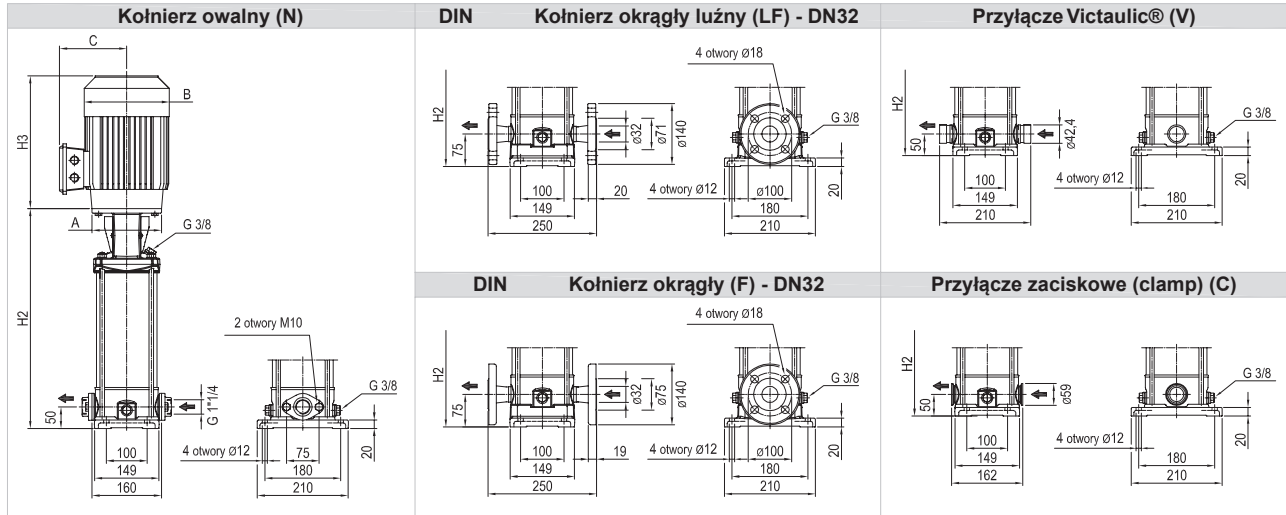 Kołnierz owalny (N)
C
B
H3
A
G 3/8
H2
2 otwory M10
G 3/8
50
G 1"1/4
20
100
149
160
4 otwory Ø12
75
180
210
DIN Kołnierz okrągły luźny (LF) - DN32
4 otwory Ø18
H2
75
ø32
ø71
ø140
G 3/8
100
20
149
250
4 otwory Ø12
ø100
20
180
210
DIN Kołnierz okrągły (F) - DN32
4 otwory Ø18
H2
75
ø32
ø75
ø140
G 3/8
100
19
149
250
4 otwory Ø12
ø100
20
180
210
Przyłącze Victaulic® (V)
H2
50
ø42,4
G 3/8
100
149
210
4 otwory Ø12
20
180
210
Przyłącze zaciskowe (clamp) (C)
H2
50
ø59
G 3/8
100
149
162
4 otwory Ø12
20
180
210